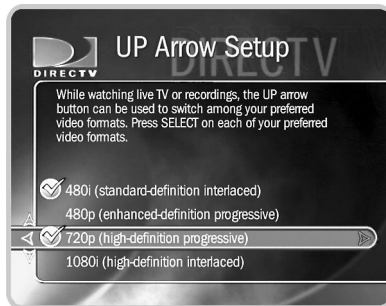 DIRECTV
UP Arrow Setup
DIRECTV
While watching live TV or recordings, the UP arrow
button can be used to switch among your preferred
video formats. Press SELECT on each of your preferred
video formats.
480i (standard-definition interlaced)
480p (enhanced-definition progressive)
720p (high-definition progressive)
1080i (high-definition interlaced)